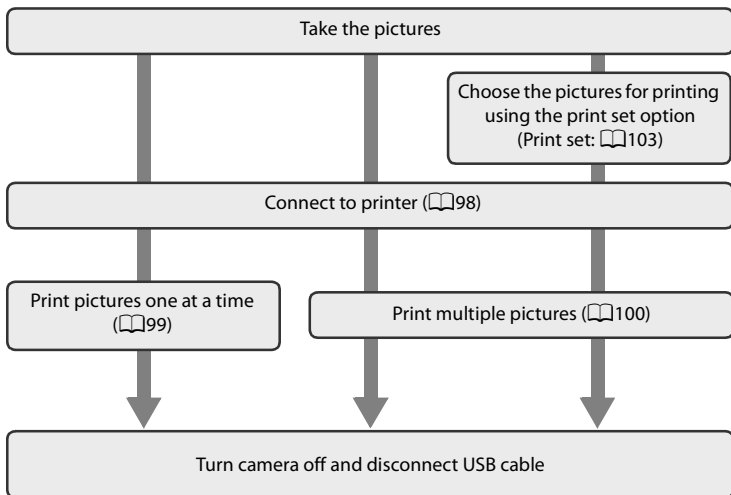 Take the pictures
Choose the pictures for printing
using the print set option
(Print set: 📖103)
Connect to printer (📖98)
Print pictures one at a time
(📖99)
Print multiple pictures (📖100)
Turn camera off and disconnect USB cable